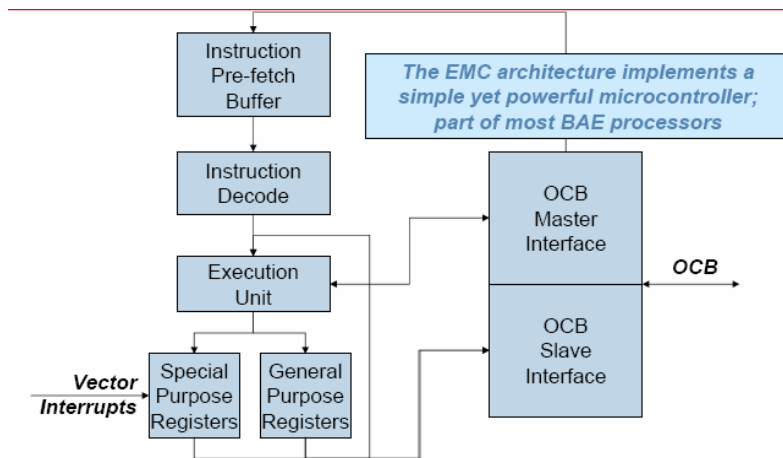 Instruction
Pre-fetch
Buffer
The EMC architecture implements a
simple yet powerful microcontroller;
part of most BAE processors
Instruction
Decode
OCB
Master
Interface
Execution
Unit
OCB
OCB
Slave
Interface
Vector
Interrupts
Special
Purpose
Registers
General
Purpose
Registers